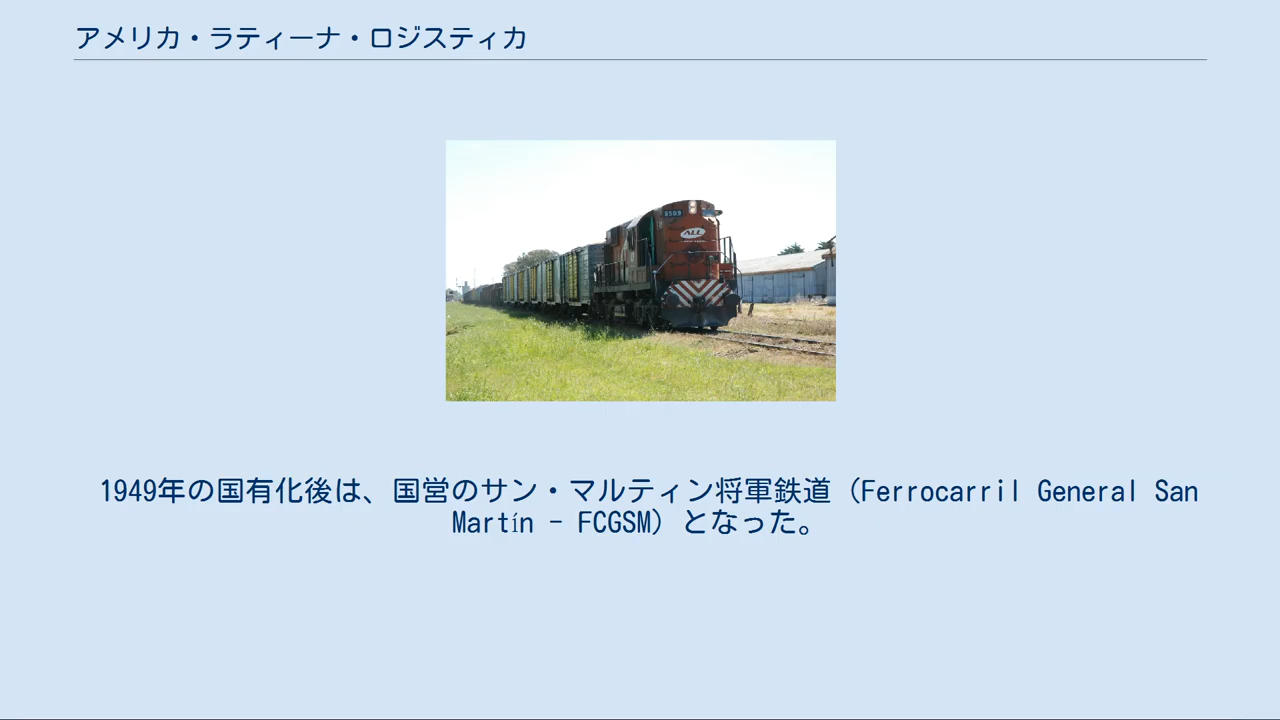 アメリカ・ラティーナ・ロジスティカ
8509
ALL
1949年の国有化後は、国営のサン・マルティン将軍鉄道（Ferrocarril General San
Martín - FCGSM）となった。